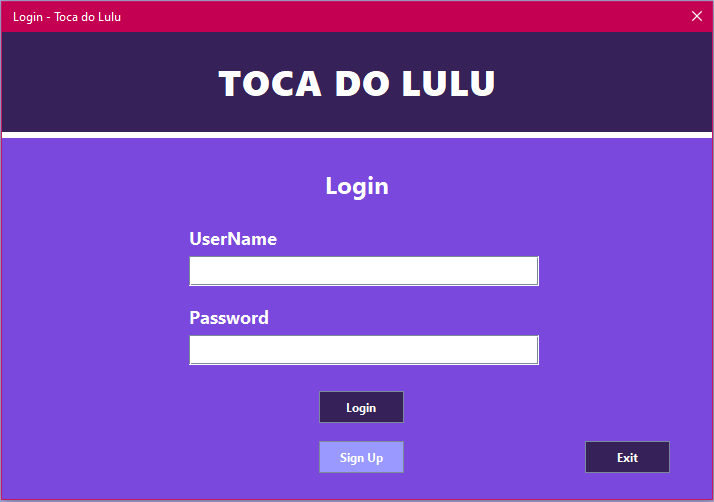 Login - Toca do Lulu
TOCA DO LULU
Login
UserName
Password
Login
Sign Up
Exit